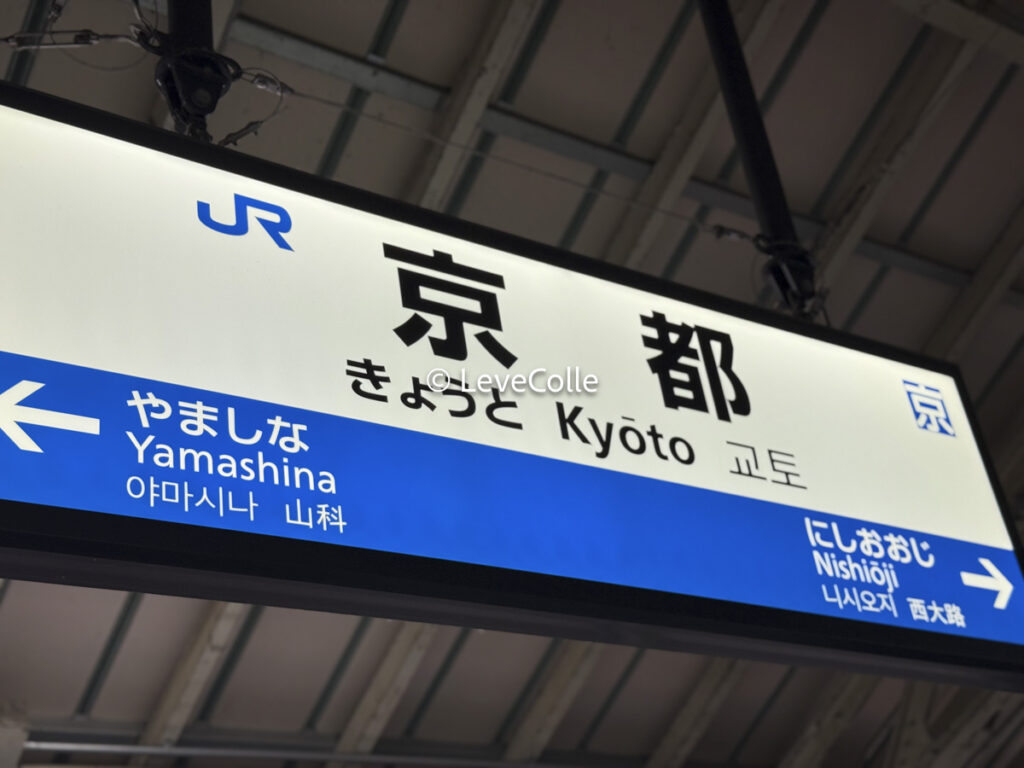 JR
京都
きょうと Kyōto 교토
© LeveColle
京
やましな
Yamashina
야마시나 山科
にしおおじ
Nishiōji
니시오지 西大路